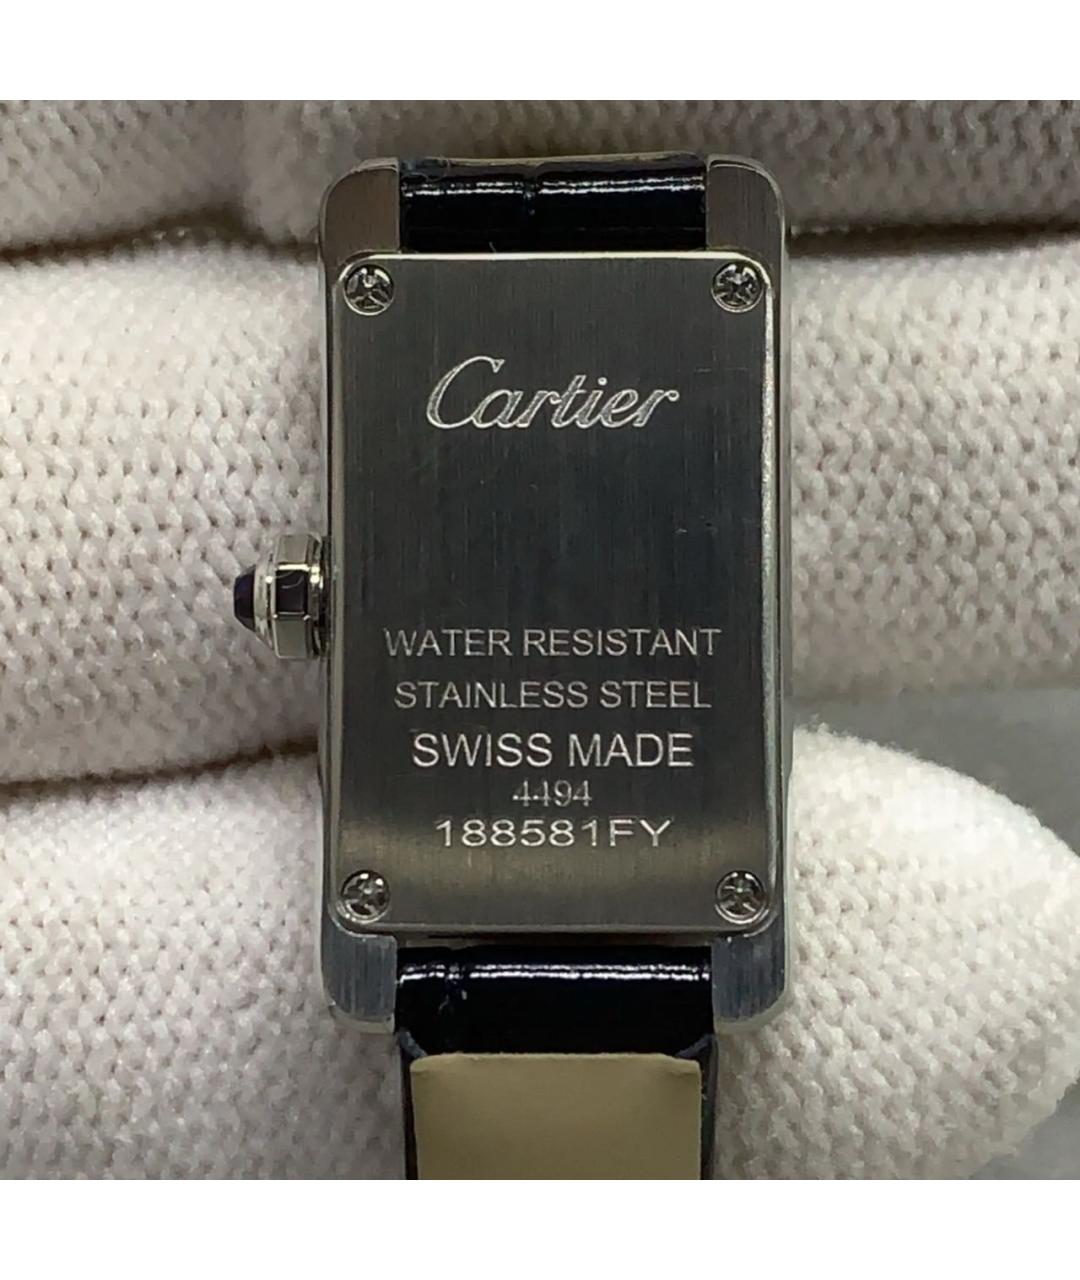 Cartier
WATER RESISTANT
STAINLESS STEEL
SWISS MADE
4494
188581FY